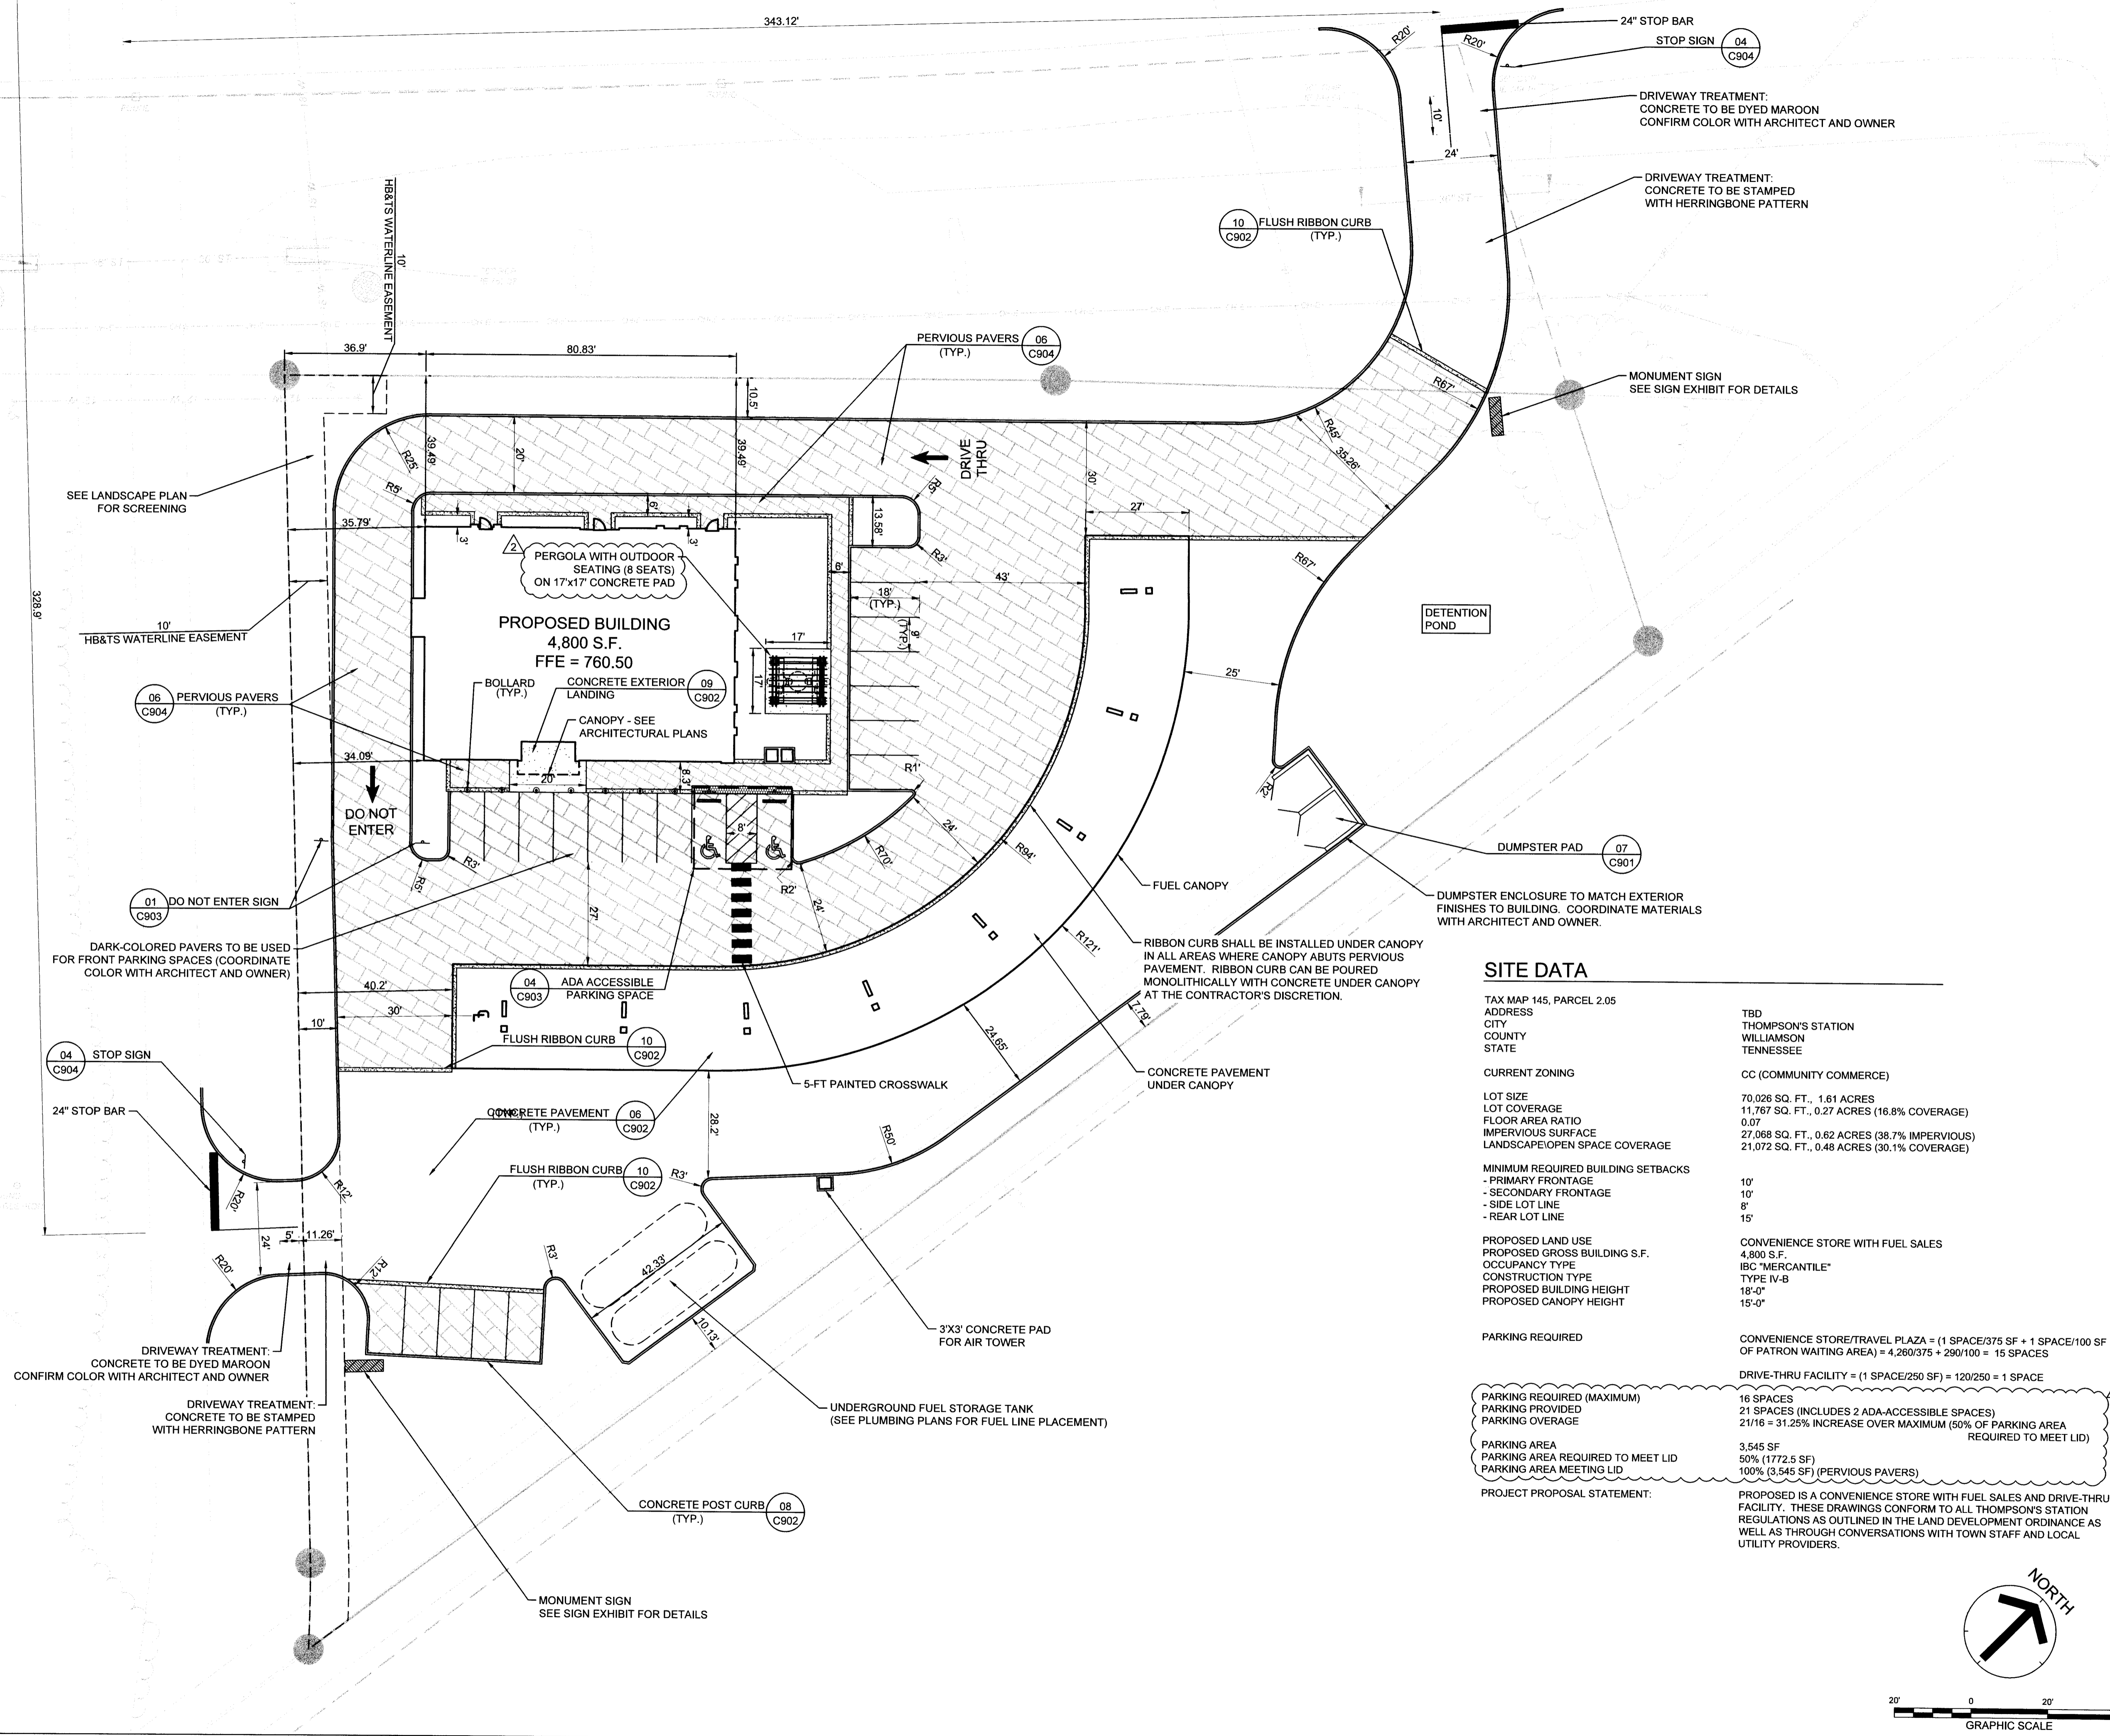 343.12'
24" STOP BAR
STOP SIGN
04
C904
R20'
R20'
DRIVEWAY TREATMENT:
CONCRETE TO BE DYED MAROON
CONFIRM COLOR WITH ARCHITECT AND OWNER
10'
24'
DRIVEWAY TREATMENT:
CONCRETE TO BE STAMPED
WITH HERRINGBONE PATTERN
10
C902
FLUSH RIBBON CURB
(TYP.)
10'
HB&TS WATERLINE EASEMENT
36.9'
80.83'
PERVIOUS PAVERS
(TYP.)
06
C904
MONUMENT SIGN
SEE SIGN EXHIBIT FOR DETAILS
R67'
10.5'
R45'
35.26'
39.49'
39.49'
R25'
20'
DRIVE
THRU
30'
SEE LANDSCAPE PLAN
FOR SCREENING
R5'
R5'
6'
13.58'
27'
35.79'
3'
3'
R3'
R67'
2
PERGOLA WITH OUTDOOR
SEATING (8 SEATS)
ON 17'x17' CONCRETE PAD
6'
43'
18'
(TYP.)
9'
(TYP.)
328.9'
10'
HB&TS WATERLINE EASEMENT
PROPOSED BUILDING
4,800 S.F.
FFE = 760.50
17'
17'
DETENTION
POND
25'
06
C904
PERVIOUS PAVERS
(TYP.)
BOLLARD
(TYP.)
CONCRETE EXTERIOR
LANDING
09
C902
CANOPY - SEE
ARCHITECTURAL PLANS
34.09'
20'
8.3'
R1'
R2'
DO NOT
ENTER
8'
24'
R70'
R94'
R3'
R5'
R2'
24'
27'
DUMPSTER PAD
07
C901
FUEL CANOPY
DUMPSTER ENCLOSURE TO MATCH EXTERIOR
FINISHES TO BUILDING.  COORDINATE MATERIALS
WITH ARCHITECT AND OWNER.
01
C903
DO NOT ENTER SIGN
DARK-COLORED PAVERS TO BE USED
FOR FRONT PARKING SPACES (COORDINATE
COLOR WITH ARCHITECT AND OWNER)
R121'
RIBBON CURB SHALL BE INSTALLED UNDER CANOPY
IN ALL AREAS WHERE CANOPY ABUTS PERVIOUS
PAVEMENT.  RIBBON CURB CAN BE POURED
MONOLITHICALLY WITH CONCRETE UNDER CANOPY
AT THE CONTRACTOR'S DISCRETION.
40.2'
04
C903
ADA ACCESSIBLE
PARKING SPACE
30'
10'
7.79'
24.65'
FLUSH RIBBON CURB
10
C902
04
C904
STOP SIGN
5-FT PAINTED CROSSWALK
CONCRETE PAVEMENT
UNDER CANOPY
24" STOP BAR
CONCRETE PAVEMENT
(TYP.)
(TYP.)
06
C902
28.2'
R50'
FLUSH RIBBON CURB
(TYP.)
10
C902
R3'
R20'
R12'
24'
5'
11.26'
R20'
R12'
R3'
42.33'
10.13'
3'X3' CONCRETE PAD
FOR AIR TOWER
DRIVEWAY TREATMENT:
CONCRETE TO BE DYED MAROON
CONFIRM COLOR WITH ARCHITECT AND OWNER
DRIVEWAY TREATMENT:
CONCRETE TO BE STAMPED
WITH HERRINGBONE PATTERN
UNDERGROUND FUEL STORAGE TANK
(SEE PLUMBING PLANS FOR FUEL LINE PLACEMENT)
CONCRETE POST CURB
(TYP.)
08
C902
MONUMENT SIGN
SEE SIGN EXHIBIT FOR DETAILS
SITE DATA
TAX MAP 145, PARCEL 2.05
ADDRESS TBD
CITY THOMPSON'S STATION
COUNTY WILLIAMSON
STATE TENNESSEE
CURRENT ZONING CC (COMMUNITY COMMERCE)
LOT SIZE 70,026 SQ. FT.,  1.61 ACRES
LOT COVERAGE 11,767 SQ. FT., 0.27 ACRES (16.8% COVERAGE)
FLOOR AREA RATIO 0.07
IMPERVIOUS SURFACE 27,068 SQ. FT., 0.62 ACRES (38.7% IMPERVIOUS)
LANDSCAPE\OPEN SPACE COVERAGE 21,072 SQ. FT., 0.48 ACRES (30.1% COVERAGE)
MINIMUM REQUIRED BUILDING SETBACKS
- PRIMARY FRONTAGE 10'
- SECONDARY FRONTAGE 10'
- SIDE LOT LINE 8'
- REAR LOT LINE 15'
PROPOSED LAND USE CONVENIENCE STORE WITH FUEL SALES
PROPOSED GROSS BUILDING S.F. 4,800 S.F.
OCCUPANCY TYPE IBC "MERCANTILE"
CONSTRUCTION TYPE TYPE IV-B
PROPOSED BUILDING HEIGHT 18'-0"
PROPOSED CANOPY HEIGHT 15'-0"
PARKING REQUIRED CONVENIENCE STORE/TRAVEL PLAZA = (1 SPACE/375 SF + 1 SPACE/100 SF
OF PATRON WAITING AREA) = 4,260/375 + 290/100 =  15 SPACES
DRIVE-THRU FACILITY = (1 SPACE/250 SF) = 120/250 = 1 SPACE
PARKING REQUIRED (MAXIMUM) 16 SPACES
PARKING PROVIDED 21 SPACES (INCLUDES 2 ADA-ACCESSIBLE SPACES)
PARKING OVERAGE 21/16 = 31.25% INCREASE OVER MAXIMUM (50% OF PARKING AREA
REQUIRED TO MEET LID)
PARKING AREA 3,545 SF
PARKING AREA REQUIRED TO MEET LID 50% (1772.5 SF)
PARKING AREA MEETING LID 100% (3,545 SF) (PERVIOUS PAVERS)
PROJECT PROPOSAL STATEMENT: PROPOSED IS A CONVENIENCE STORE WITH FUEL SALES AND DRIVE-THRU
FACILITY.  THESE DRAWINGS CONFORM TO ALL THOMPSON'S STATION
REGULATIONS AS OUTLINED IN THE LAND DEVELOPMENT ORDINANCE AS
WELL AS THROUGH CONVERSATIONS WITH TOWN STAFF AND LOCAL
UTILITY PROVIDERS.
NORTH
20' 0 20'
GRAPHIC SCALE